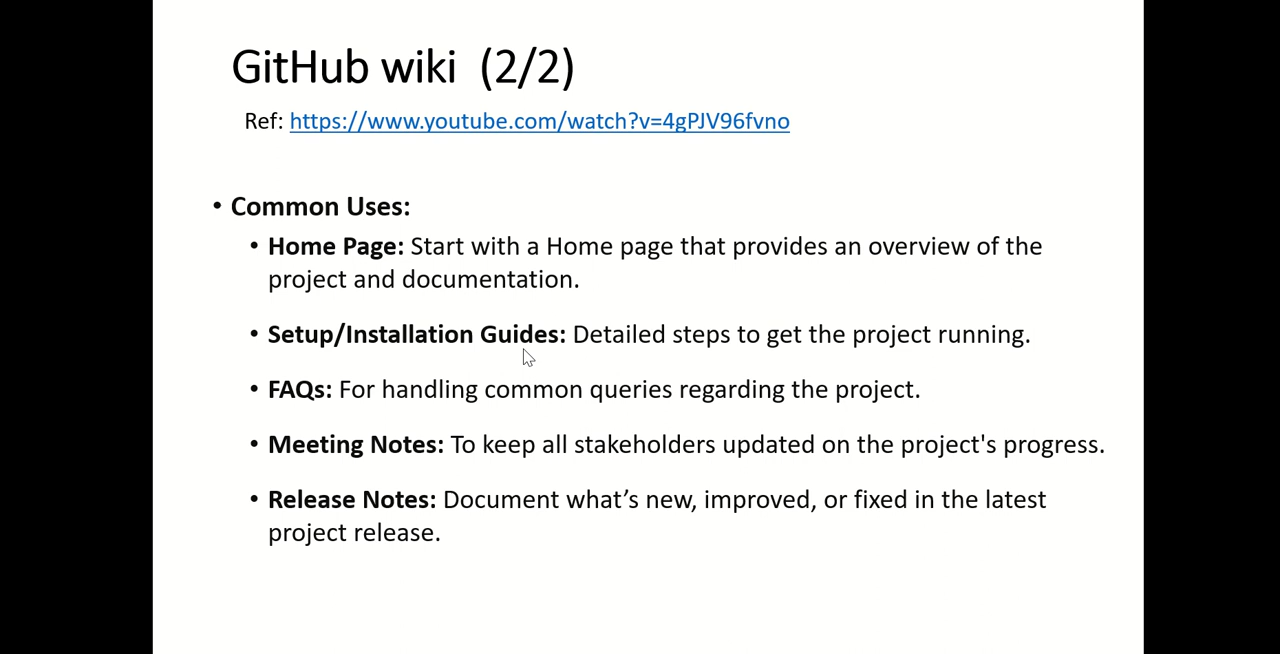 GitHub wiki (2/2)
Ref: https://www.youtube.com/watch?v=4gPJV96fvno
• Common Uses:
• Home Page: Start with a Home page that provides an overview of the
project and documentation.
• Setup/Installation Guides: Detailed steps to get the project running.
• FAQs: For handling common queries regarding the project.
• Meeting Notes: To keep all stakeholders updated on the project's progress.
• Release Notes: Document what’s new, improved, or fixed in the latest
project release.